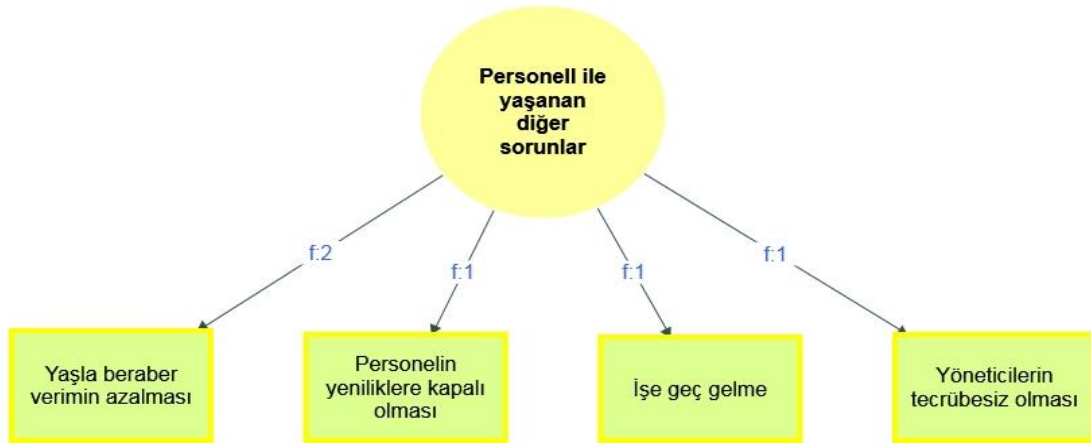 Personell ile
yaşanan
diğer
sorunlar
f:2
f:1
f:1
f:1
Yaşla beraber
verimin azalması
Personelin
yeniliklere kapalı
olması
İşe geç gelme
Yöneticilerin
tecrübesiz olması